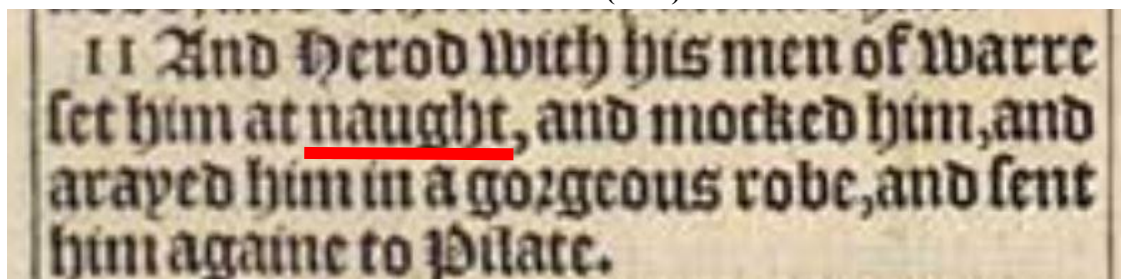 11 And Herod with his men of warre
set him at naught, and mocked him, and
arayed him in a gorgeous robe, and sent
him againe to Pilate.